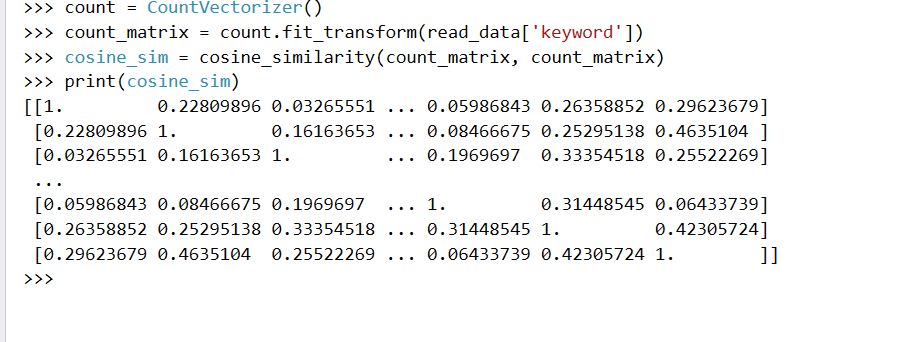 >>> count = CountVectorizer()
>>> count_matrix = count.fit_transform(read_data['keyword'])
>>> cosine_sim = cosine_similarity(count_matrix, count_matrix)
>>> print(cosine_sim)
[[1.         0.22809896 0.03265551 ... 0.05986843 0.26358852 0.29623679]
 [0.22809896 1.         0.16163653 ... 0.08466675 0.25295138 0.4635104 ]
 [0.03265551 0.16163653 1.         ... 0.1969697  0.33354518 0.25522269]
 ...
 [0.05986843 0.08466675 0.1969697  ... 1.         0.31448545 0.06433739]
 [0.26358852 0.25295138 0.33354518 ... 0.31448545 1.         0.42305724]
 [0.29623679 0.4635104  0.25522269 ... 0.06433739 0.42305724 1.        ]]
>>>